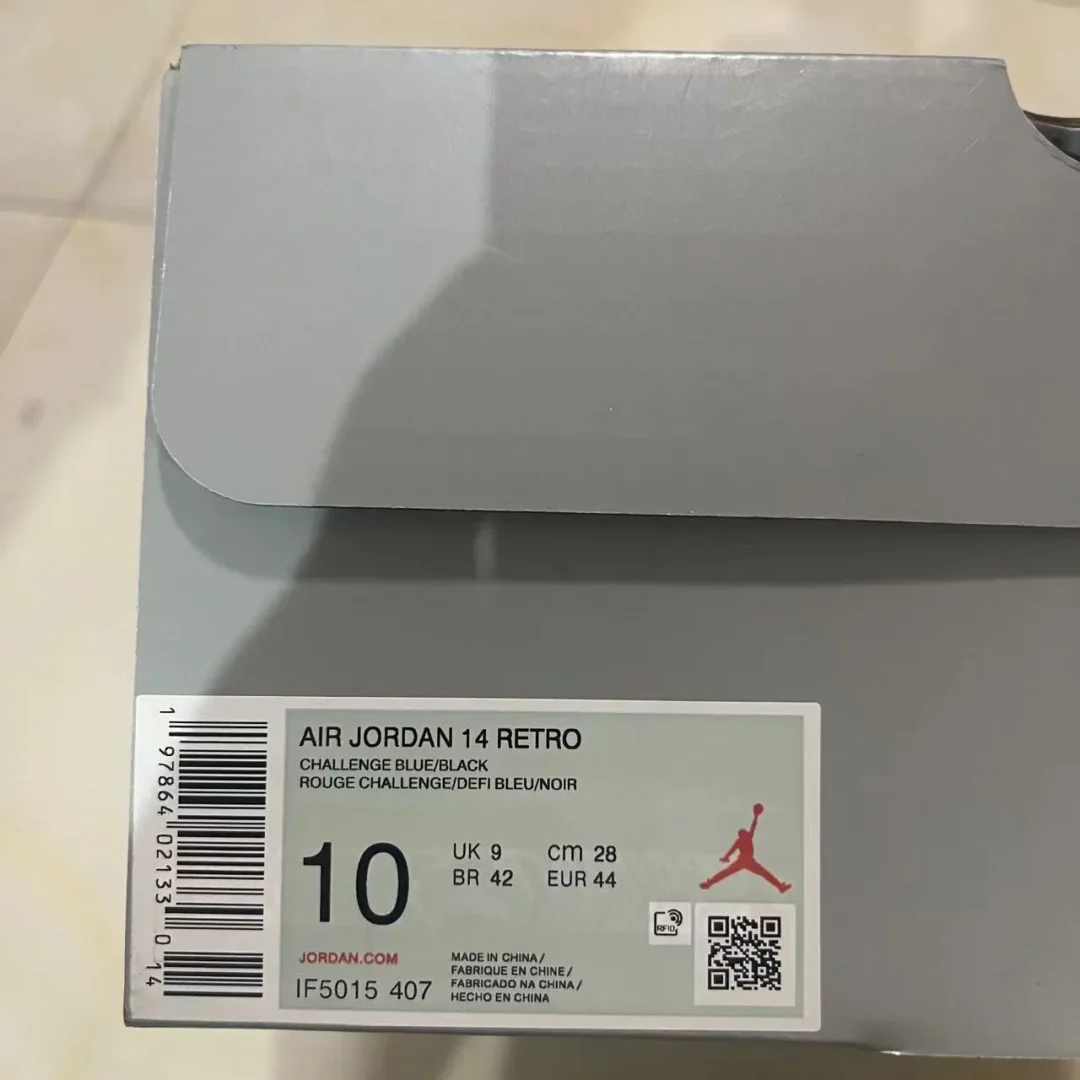 AIR JORDAN 14 RETRO
CHALLENGE BLUE/BLACK
ROUGE CHALLENGE/DEFI BLEU/NOIR
10
UK 9 cm 28
BR 42 EUR 44
JORDAN.COM
IF5015 407
MADE IN CHINA /
FABRIQUE EN CHINE /
FABRICADO NA CHINA /
HECHO EN CHINA
RFID
1 97864 02133 0 14